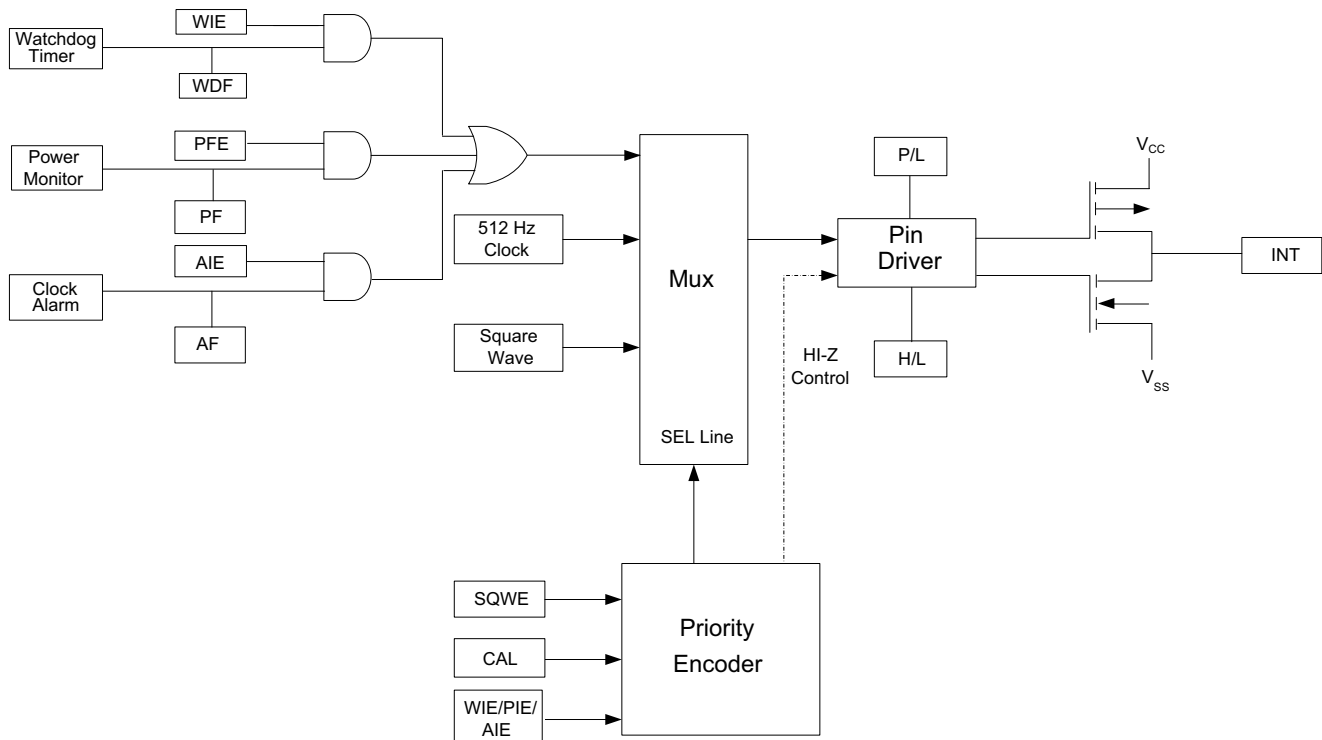 WIE
Watchdog
Timer
WDF
PFE
Power
Monitor
PF
AIE
Clock
Alarm
AF
512 Hz
Clock
Square
Wave
Mux
SEL Line
P/L
Pin
Driver
H/L
HI-Z
Control
VCC
INT
VSS
SQWE
CAL
WIE/PIE/
AIE
Priority
Encoder